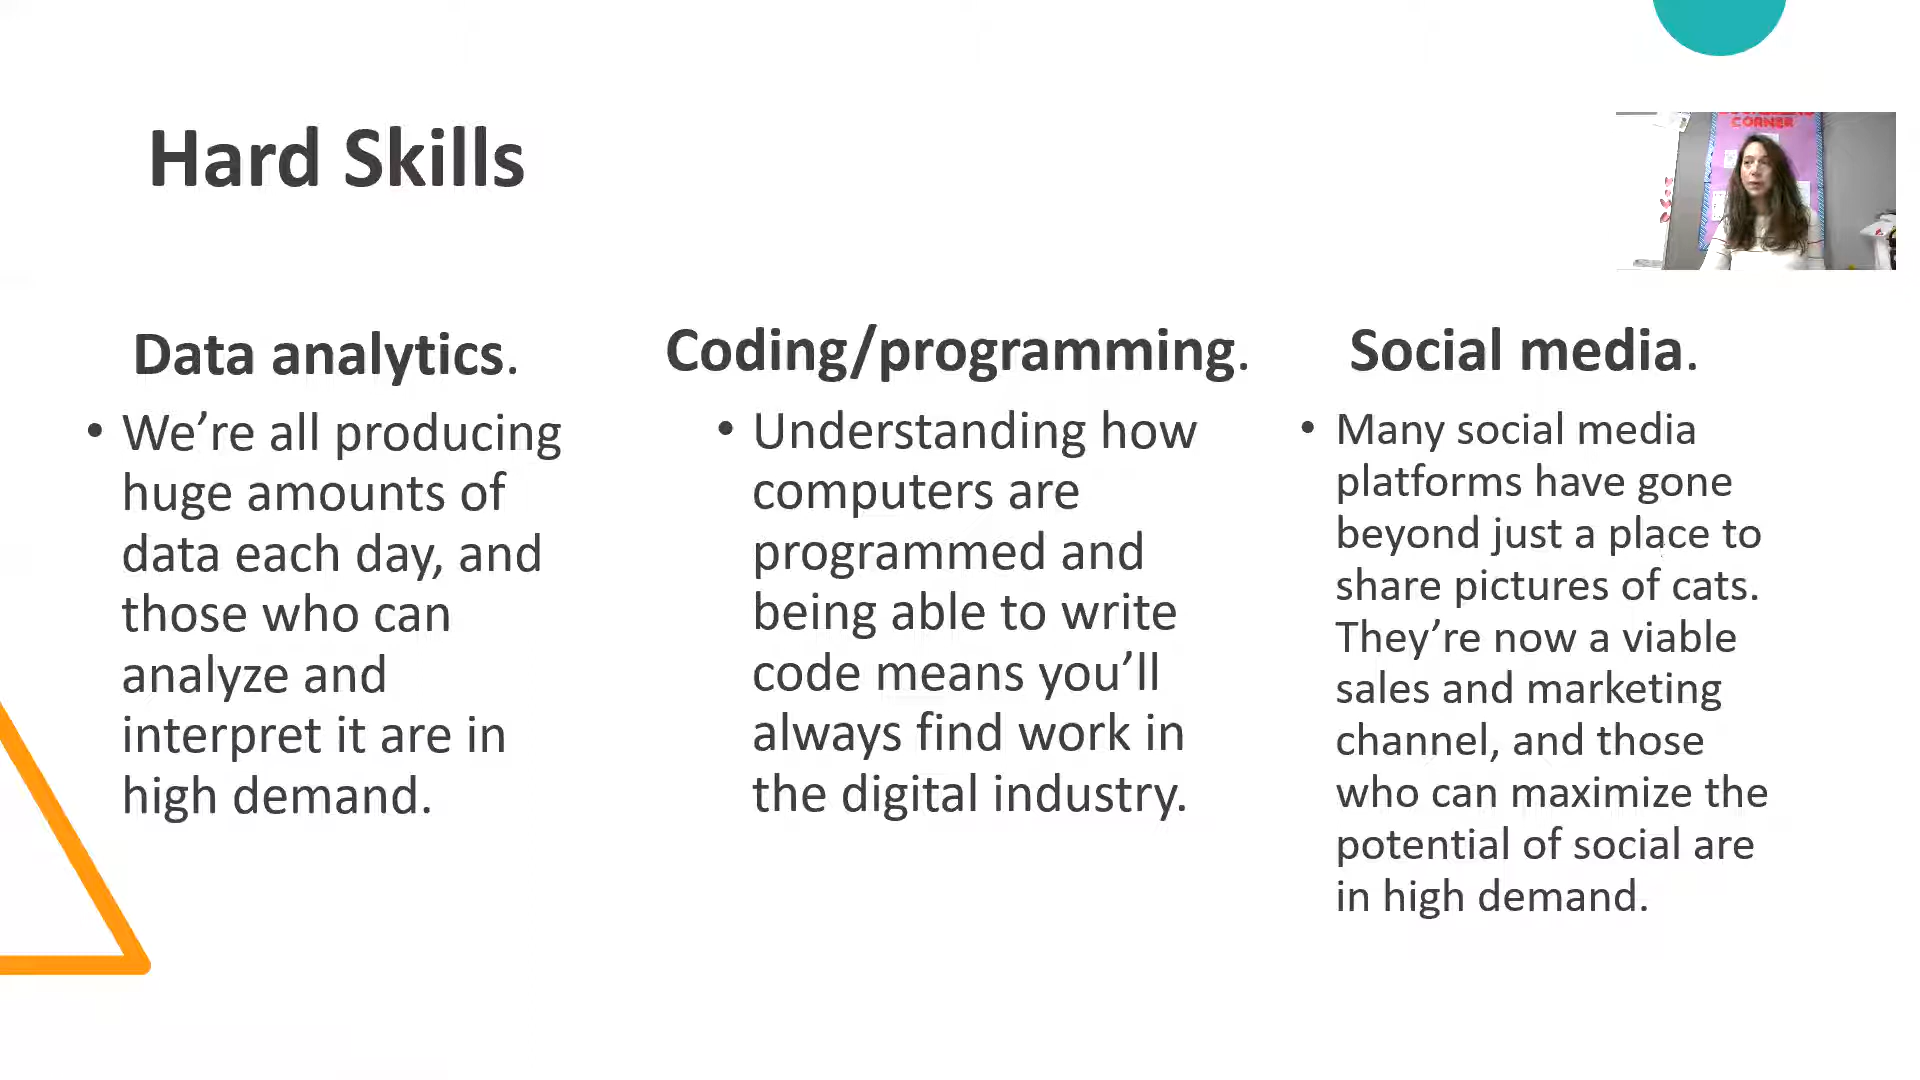 Hard Skills
CORNER
Data analytics.
• We’re all producing
huge amounts of
data each day, and
those who can
analyze and
interpret it are in
high demand.
Coding/programming.
• Understanding how
computers are
programmed and
being able to write
code means you’ll
always find work in
the digital industry.
Social media.
• Many social media
platforms have gone
beyond just a place to
share pictures of cats.
They’re now a viable
sales and marketing
channel, and those
who can maximize the
potential of social are
in high demand.